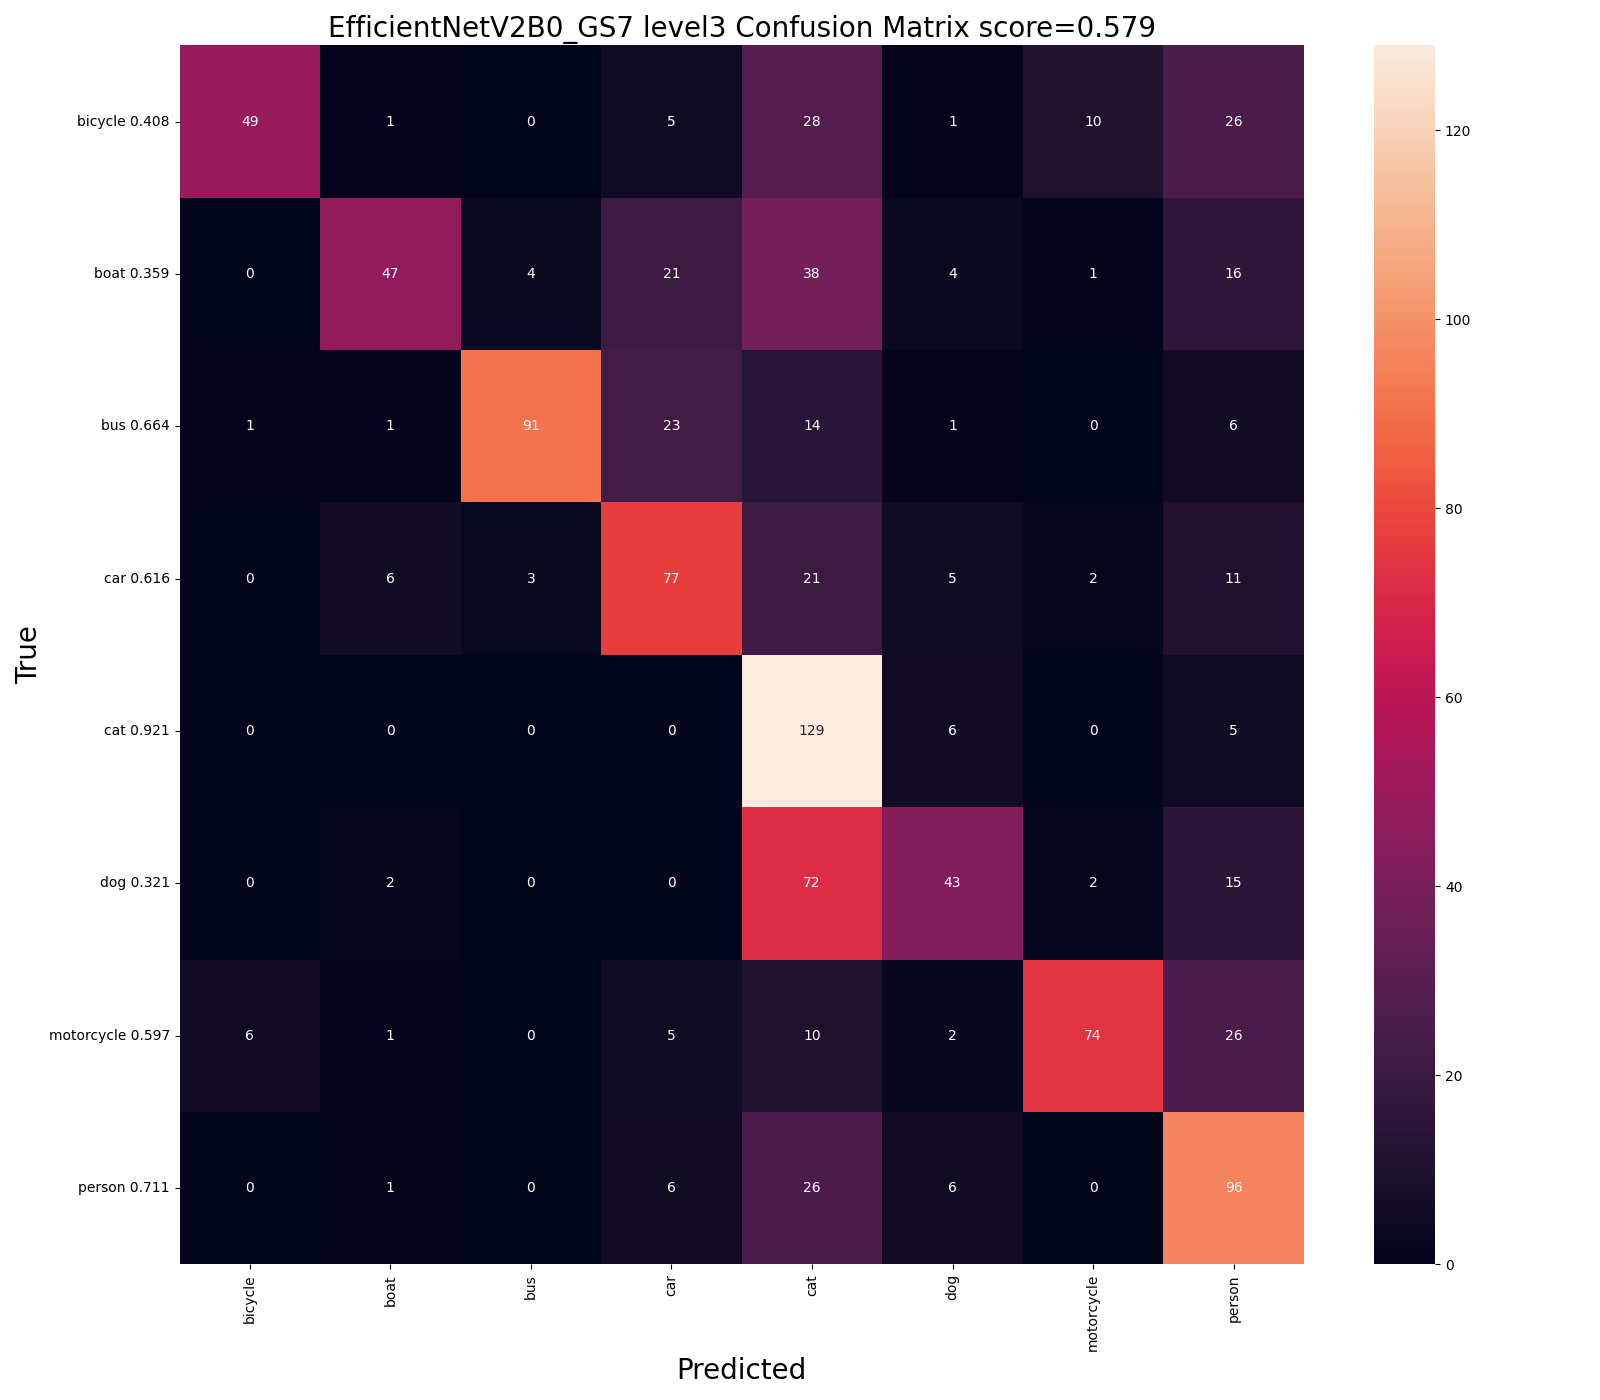 EfficientNetV2B0_GS7 level3 Confusion Matrix score=0.579
True
bicycle 0.408 49 1 0 5 28 1 10 26
boat 0.359 0 47 4 21 38 4 1 16
bus 0.664 1 1 91 23 14 1 0 6
car 0.616 0 6 3 77 21 5 2 11
cat 0.921 0 0 0 0 129 6 0 5
dog 0.321 0 2 0 0 72 43 2 15
motorcycle 0.597 6 1 0 5 10 2 74 26
person 0.711 0 1 0 6 26 6 0 96
bicycle boat bus car cat dog motorcycle person
Predicted
120
100
80
60
40
20
0